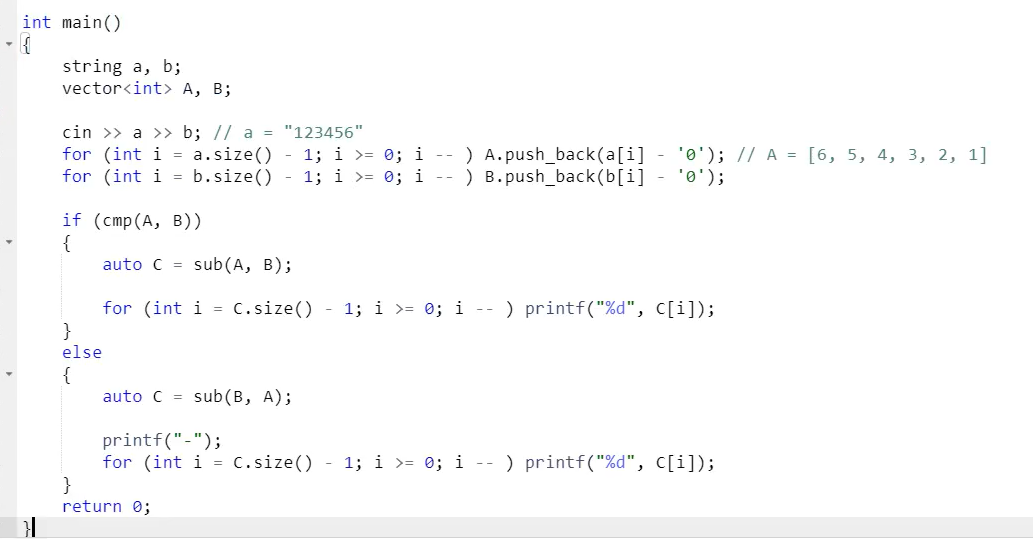 int main()
{
    string a, b;
    vector<int> A, B;

    cin >> a >> b; // a = "123456"
    for (int i = a.size() - 1; i >= 0; i -- ) A.push_back(a[i] - '0'); // A = [6, 5, 4, 3, 2, 1]
    for (int i = b.size() - 1; i >= 0; i -- ) B.push_back(b[i] - '0');

    if (cmp(A, B))
    {
        auto C = sub(A, B);

        for (int i = C.size() - 1; i >= 0; i -- ) printf("%d", C[i]);
    }
    else
    {
        auto C = sub(B, A);

        printf("-");
        for (int i = C.size() - 1; i >= 0; i -- ) printf("%d", C[i]);
    }
    return 0;
}